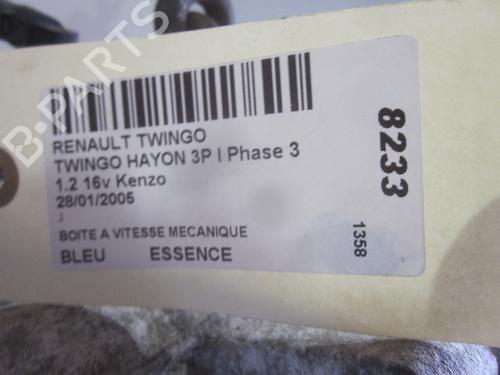 B-PARTS
RENAULT TWINGO
TWINGO HAYON 3P I Phase 3
1.2 16v Kenzo
28/01/2005
J
BOITE A VITESSE MECANIQUE
BLEU ESSENCE
8233
1358